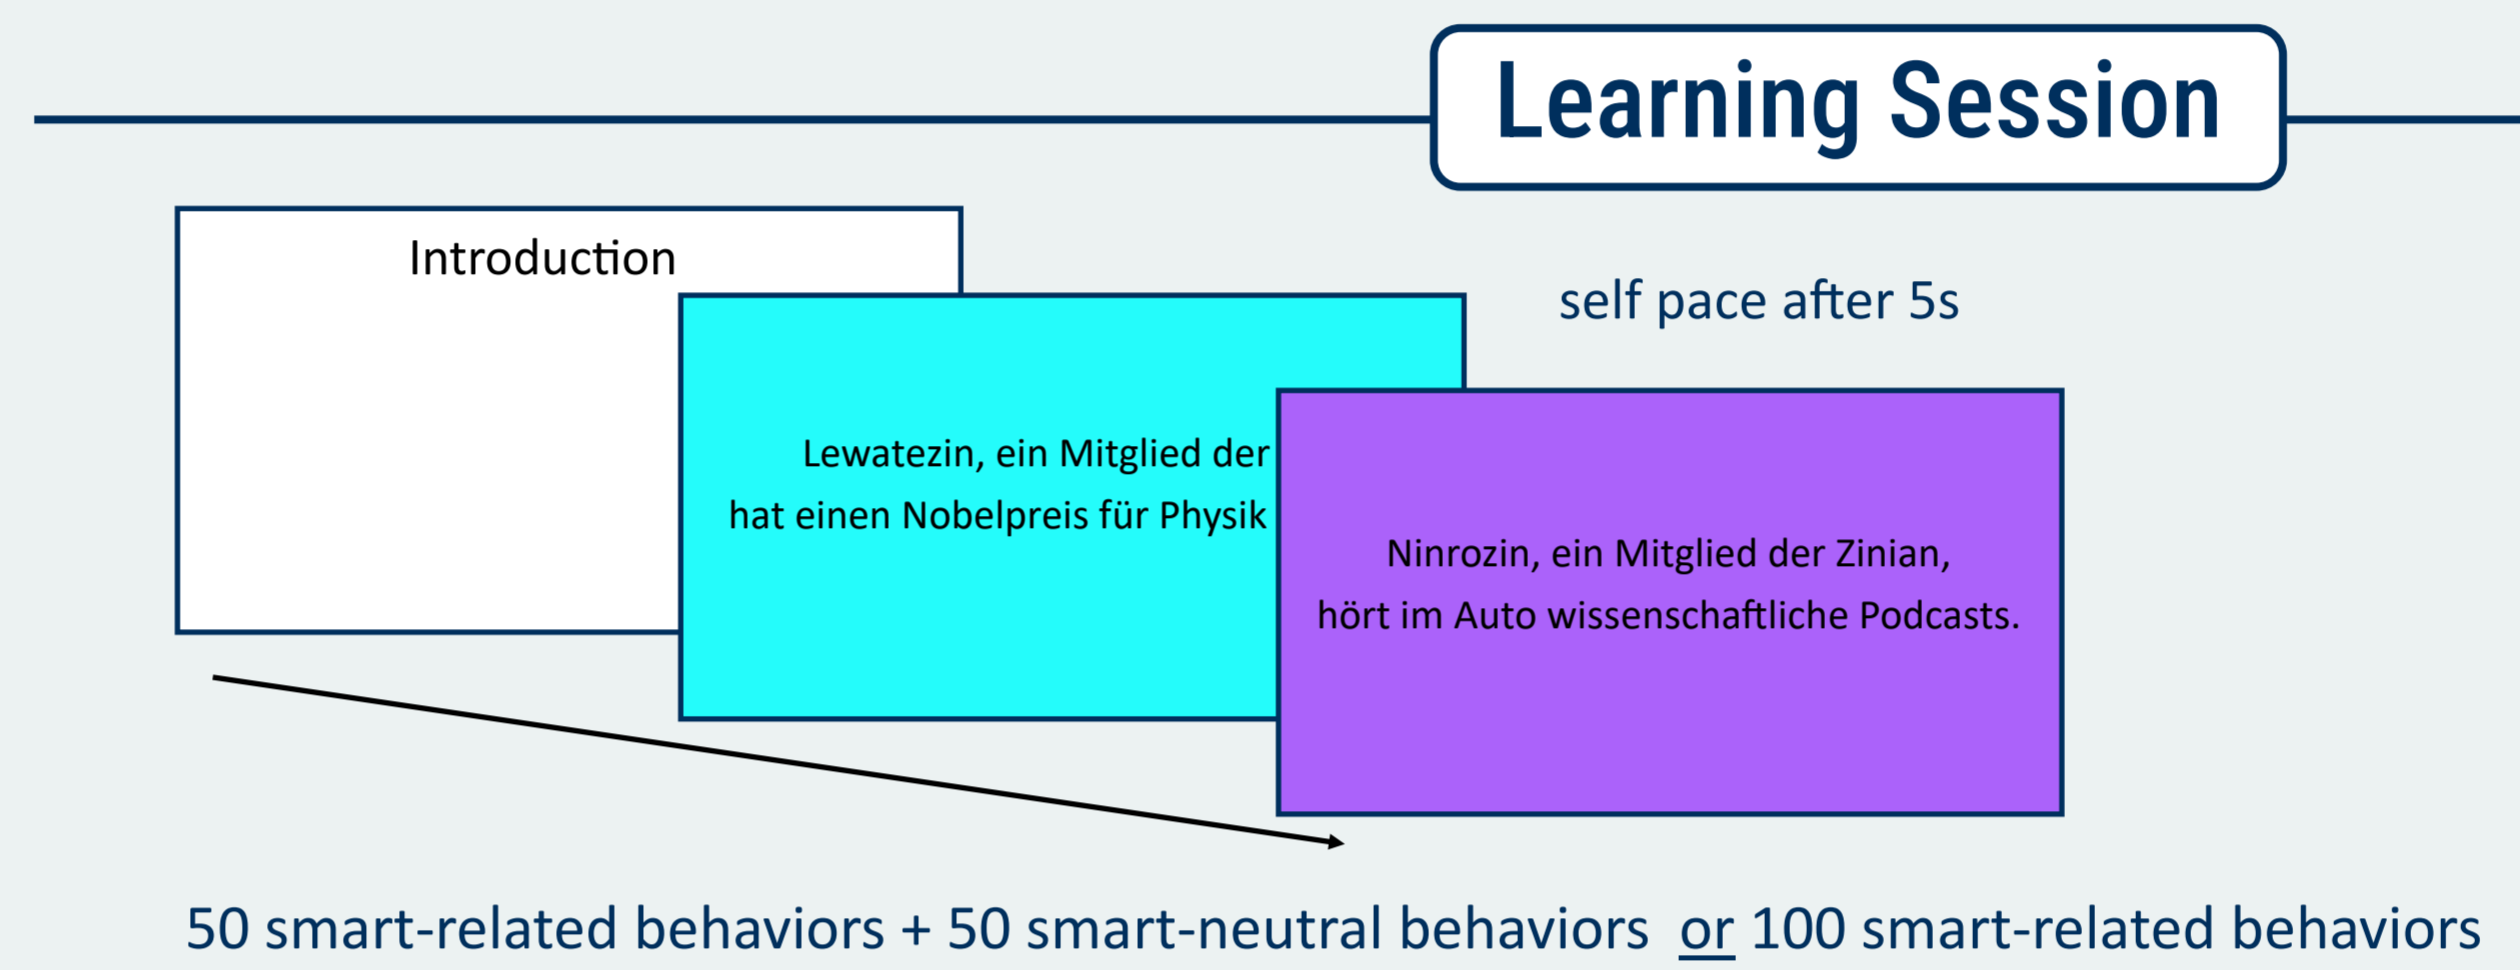 Learning Session
Introduction
self pace after 5s
Lewatezin, ein Mitglied der
hat einen Nobelpreis für Physik
Ninrozin, ein Mitglied der Zinian,
hört im Auto wissenschaftliche Podcasts.
50 smart-related behaviors + 50 smart-neutral behaviors or 100 smart-related behaviors